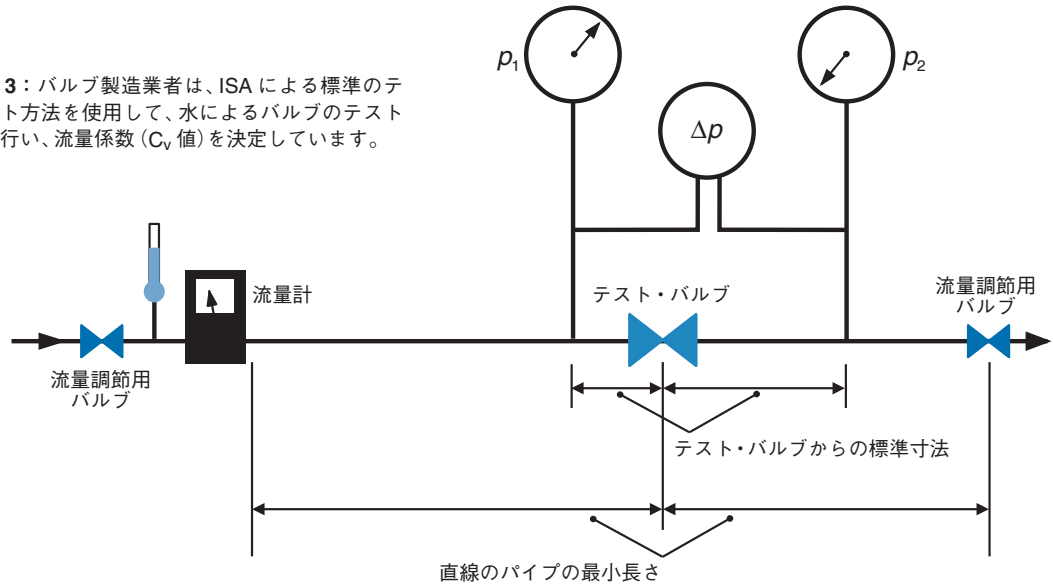 3：バルブ製造業者は、ISA による標準のテ
ト方法を使用して、水によるバルブのテスト
行い、流量係数（Cv 値）を決定しています。
p1
p2
Δp
流量計
テスト・バルブ
流量調節用
バルブ
流量調節用
バルブ
テスト・バルブからの標準寸法
直線のパイプの最小長さ